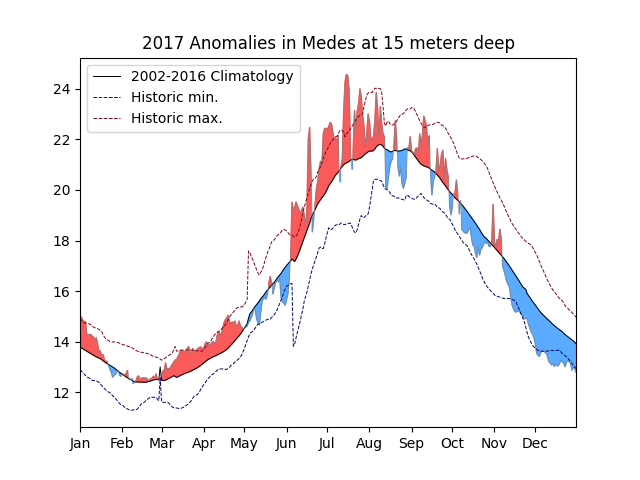 2017 Anomalies in Medes at 15 meters deep
2002-2016 Climatology
Historic min.
Historic max.
24
22
20
18
16
14
12
Jan Feb Mar Apr May Jun Jul Aug Sep Oct Nov Dec